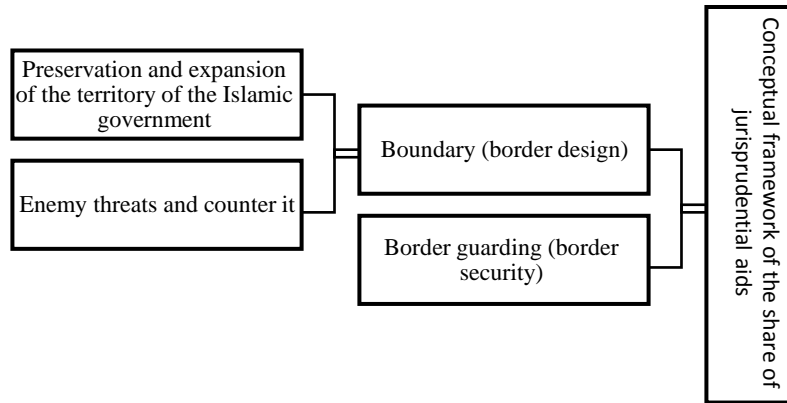 Preservation and expansion
of the territory of the Islamic
government
Enemy threats and counter it
Boundary (border design)
Border guarding (border
security)
Conceptual framework of the share of
jurisprudential aids